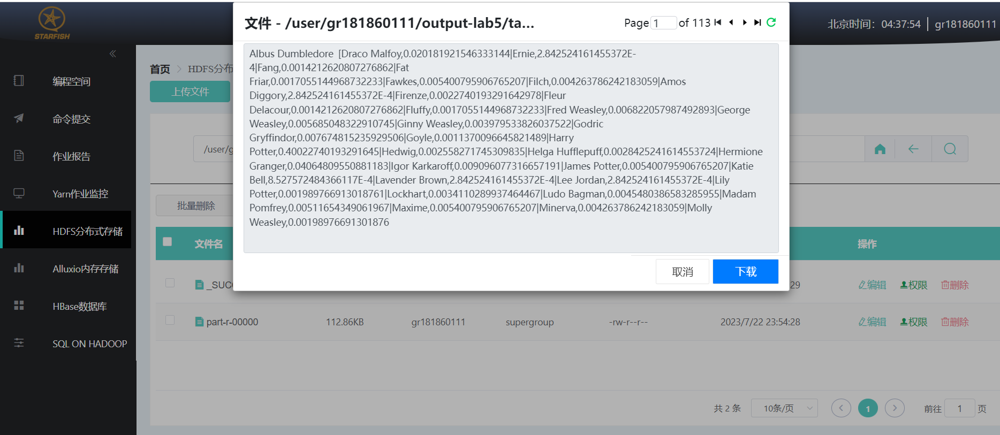 STARFISH
北京时间：04:37:54 | gr181860111
编程空间
命令提交
作业报告
Yarn作业监控
HDFS分布式存储
Alluxio内存存储
HBase数据库
SQL ON HADOOP
首页 > HDFS分布
上传文件
/user/g
批量删除
文件 - /user/gr181860111/output-lab5/ta...
Page 1 of 113
Albus Dumbledore [Draco Malfoy,0.020181921546333144|Ernie,2.842524161455372E-
4|Fang,0.0014212620807276862|Fat
Friar,0.0017055144968732233|Fawkes,0.005400795906765207|Filch,0.004263786242183059|Amos
Diggory,2.842524161455372E-4|Firenze,0.0022740193291642978|Fleur
Delacour,0.0014212620807276862|Fluffy,0.0017055144968732233|Fred Weasley,0.006822057987492893|George
Weasley,0.005685048322910745|Ginny Weasley,0.003979533826037522|Godric
Gryffindor,0.007674815235929506|Goyle,0.0011370096645821489|Harry
Potter,0.40022740193291645|Hedwig,0.002558271745309835|Helga Hufflepuff,0.0028425241614553724|Hermione
Granger,0.04064809550881183|Igor Karkaroff,0.009096077316657191|James Potter,0.005400795906765207|Katie
Bell,8.527572484366117E-4|Lavender Brown,2.842524161455372E-4|Lee Jordan,2.842524161455372E-4|Lily
Potter,0.001989766913018761|Lockhart,0.0034110289937464467|Ludo Bagman,0.0045480386583285955|Madam
Pomfrey,0.00511654349061967|Maxime,0.005400795906765207|Minerva,0.004263786242183059|Molly
Weasley,0.00198976691301876
取消 下载
文件名 操作
_SUC 29 编辑 权限 删除
part-r-00000 112.86KB gr181860111 supergroup -rw-r--r-- 2023/7/22 23:54:28 编辑 权限 删除
共 2 条 10条/页 1 前往 1 页